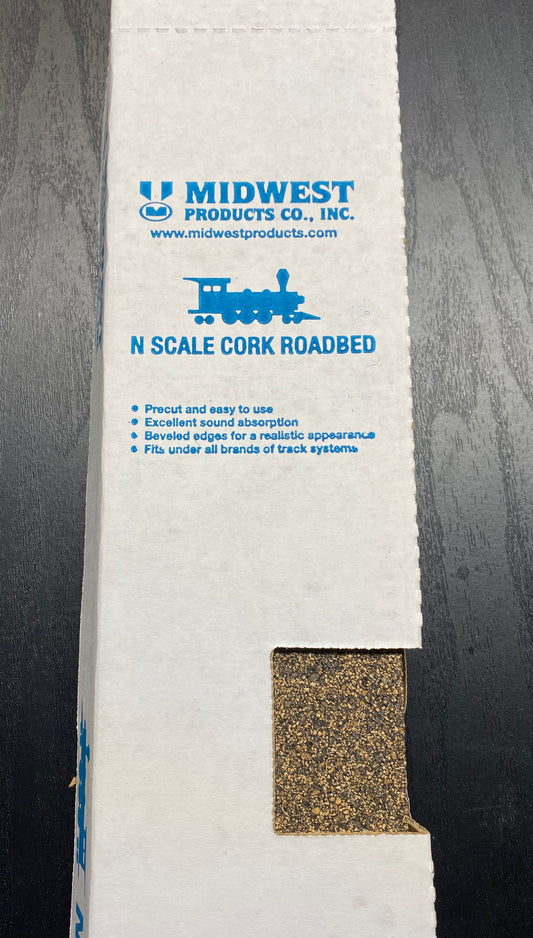 MIDWEST
PRODUCTS CO., INC.
www.midwestproducts.com
N SCALE CORK ROADBED
• Precut and easy to use
• Excellent sound absorption
• Beveled edges for a realistic appearance
• Fits under all brands of track systems